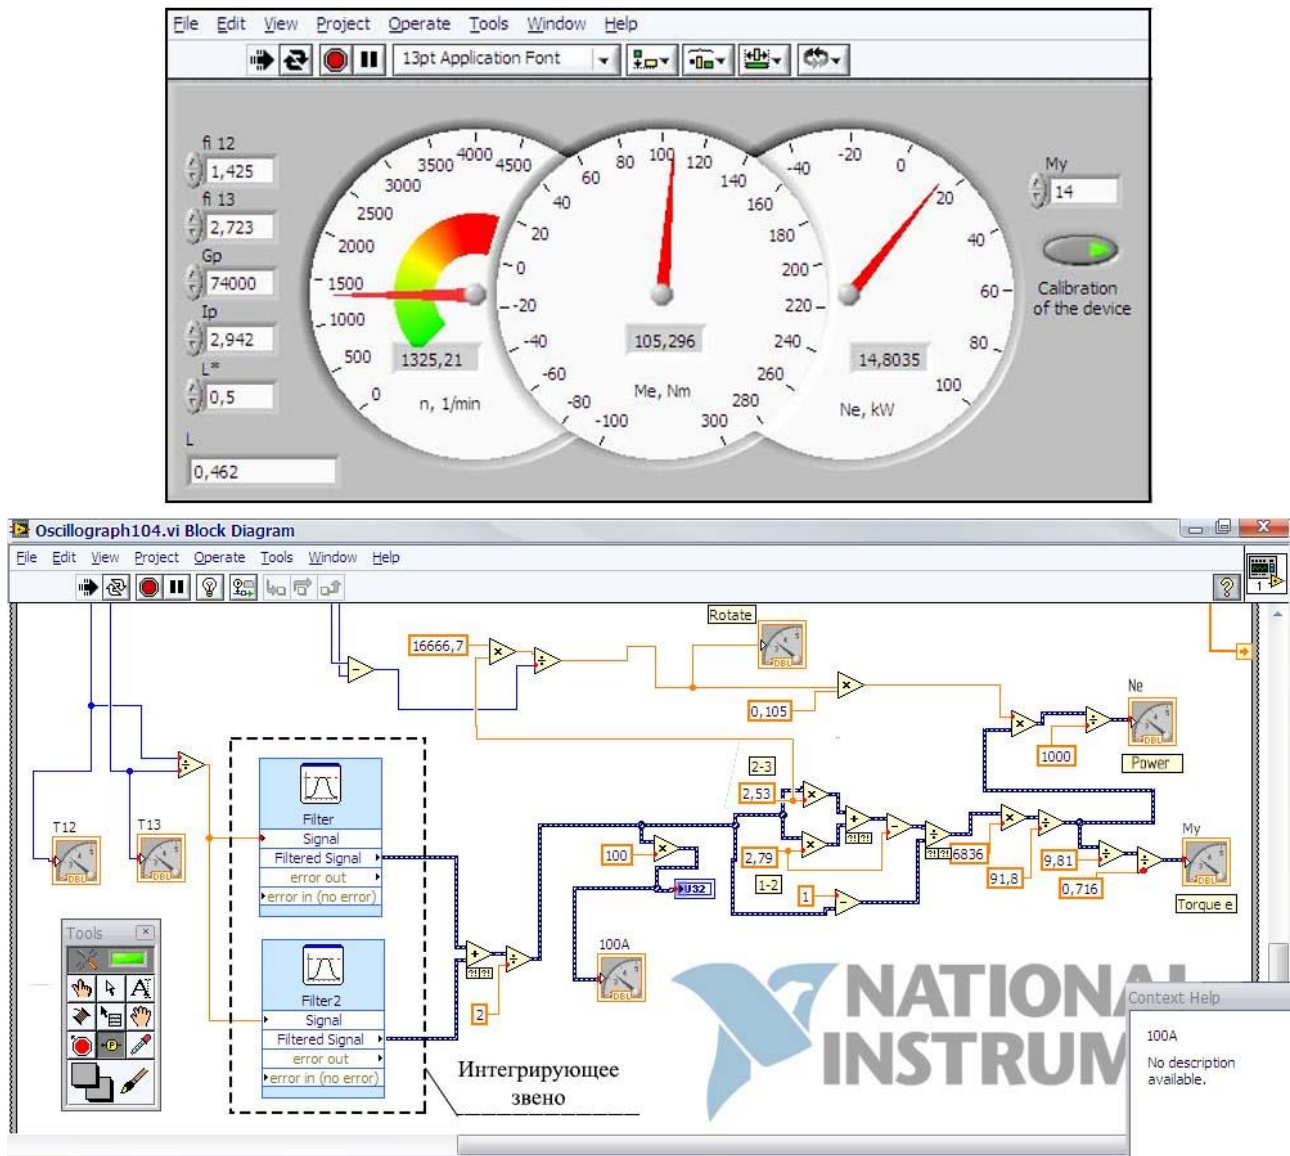 File Edit View Project Operate Tools Window Help
13pt Application Font
fi 12
1,425
fi 13
2,723
Gp
74000
Ip
2,942
L*
0,5
L
0,462
0 500 1000 1500 2000 2500 3000 3500 4000 4500
1325,21
n, 1/min
-100 -80 -60 -40 -20 0 20 40 60 80 100 120 140 160 180 200 220 240 260 280 300
105,296
Me, Nm
-40 -20 0 20 40 60 80 100
14,8035
Ne, kW
My
14
Calibration
of the device
Oscillograph104.vi Block Diagram
File Edit View Project Operate Tools Window Help
1
Rotate
DBL
16666,7
0,105
Ne
DBL
1000
Power
2-3
2,53
T12
DBL
T13
DBL
Filter
Signal
Filtered Signal
error out
error in (no error)
100
2,79
1-2
1
U32
6836
91,8
9,81
0,716
My
DBL
Torque e
Tools
Filter2
Signal
Filtered Signal
error out
error in (no error)
2
100A
DBL
Интегрирующее
звено
NATIONAL
INSTRUM
Context Help
100A
No description
available.